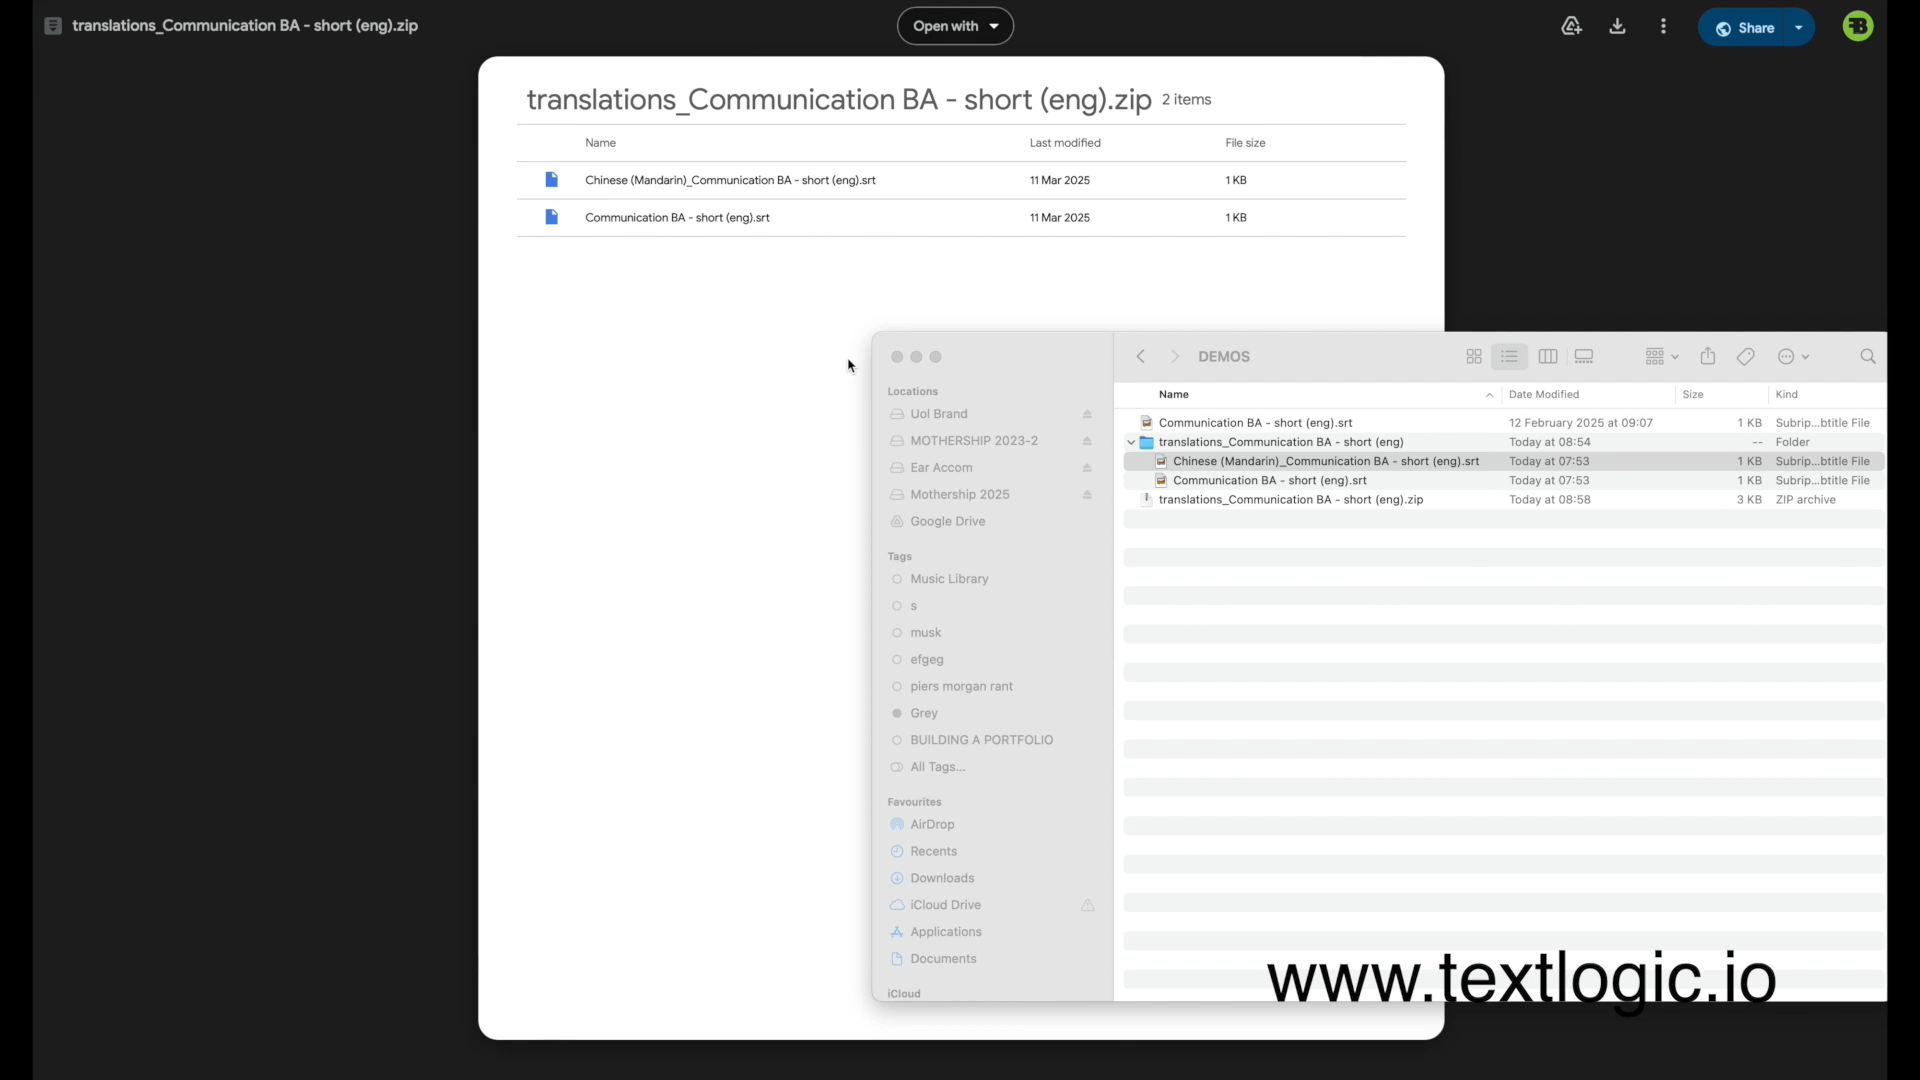 translations_Communication BA - short (eng).zip
Open with
Share
translations_Communication BA - short (eng).zip 2 items
Name Last modified File size
Chinese (Mandarin)_Communication BA - short (eng).srt 11 Mar 2025 1 KB
Communication BA - short (eng).srt 11 Mar 2025 1 KB
DEMOS
Locations
Uol Brand
MOTHERSHIP 2023-2
Ear Accom
Mothership 2025
Google Drive
Tags
Music Library
s
musk
efgeg
piers morgan rant
Grey
BUILDING A PORTFOLIO
All Tags...
Favourites
AirDrop
Recents
Downloads
iCloud Drive
Applications
Documents
iCloud
Name Date Modified Size Kind
Communication BA - short (eng).srt 12 February 2025 at 09:07 1 KB Subrip...btitle File
translations_Communication BA - short (eng) Today at 08:54 -- Folder
Chinese (Mandarin)_Communication BA - short (eng).srt Today at 07:53 1 KB Subrip...btitle File
Communication BA - short (eng).srt Today at 07:53 1 KB Subrip...btitle File
translations_Communication BA - short (eng).zip Today at 08:58 3 KB ZIP archive
www.textlogic.io